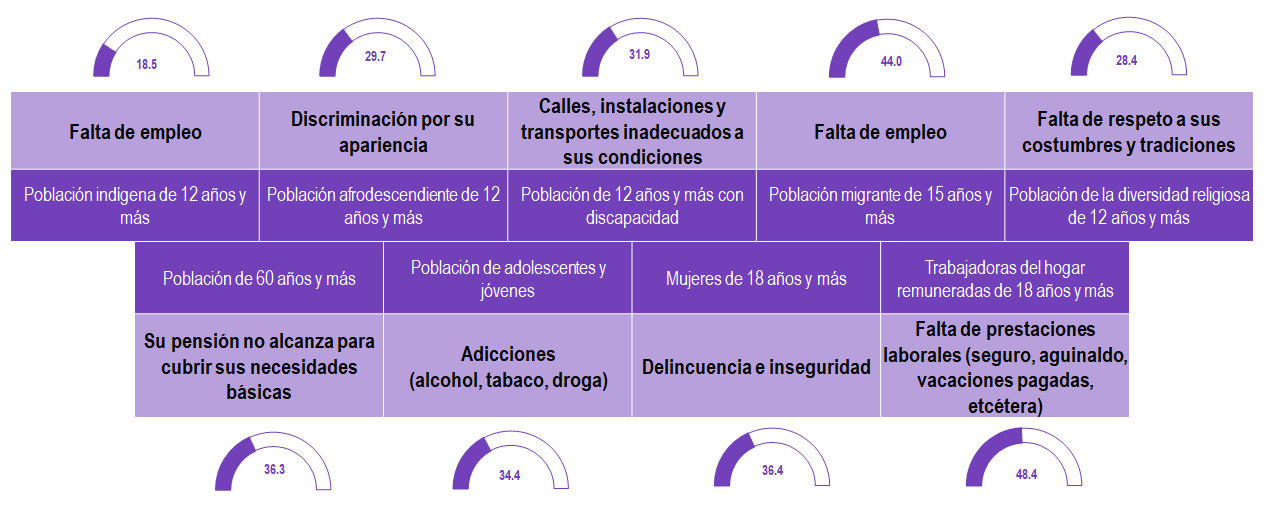 18.5
29.7
31.9
44.0
28.4
Falta de empleo
Discriminación por su
apariencia
Calles, instalaciones y
transportes inadecuados a
sus condiciones
Falta de empleo
Falta de respeto a sus
costumbres y tradiciones
Población indígena de 12 años y
más
Población afrodescendiente de 12
años y más
Población de 12 años y más con
discapacidad
Población migrante de 15 años y
más
Población de la diversidad religiosa
de 12 años y más
Población de 60 años y más
Población de adolescentes y
jóvenes
Mujeres de 18 años y más
Trabajadoras del hogar
remuneradas de 18 años y más
Su pensión no alcanza para
cubrir sus necesidades
básicas
Adicciones
(alcohol, tabaco, droga)
Delincuencia e inseguridad
Falta de prestaciones
laborales (seguro, aguinaldo,
vacaciones pagadas,
etcétera)
36.3
34.4
36.4
48.4